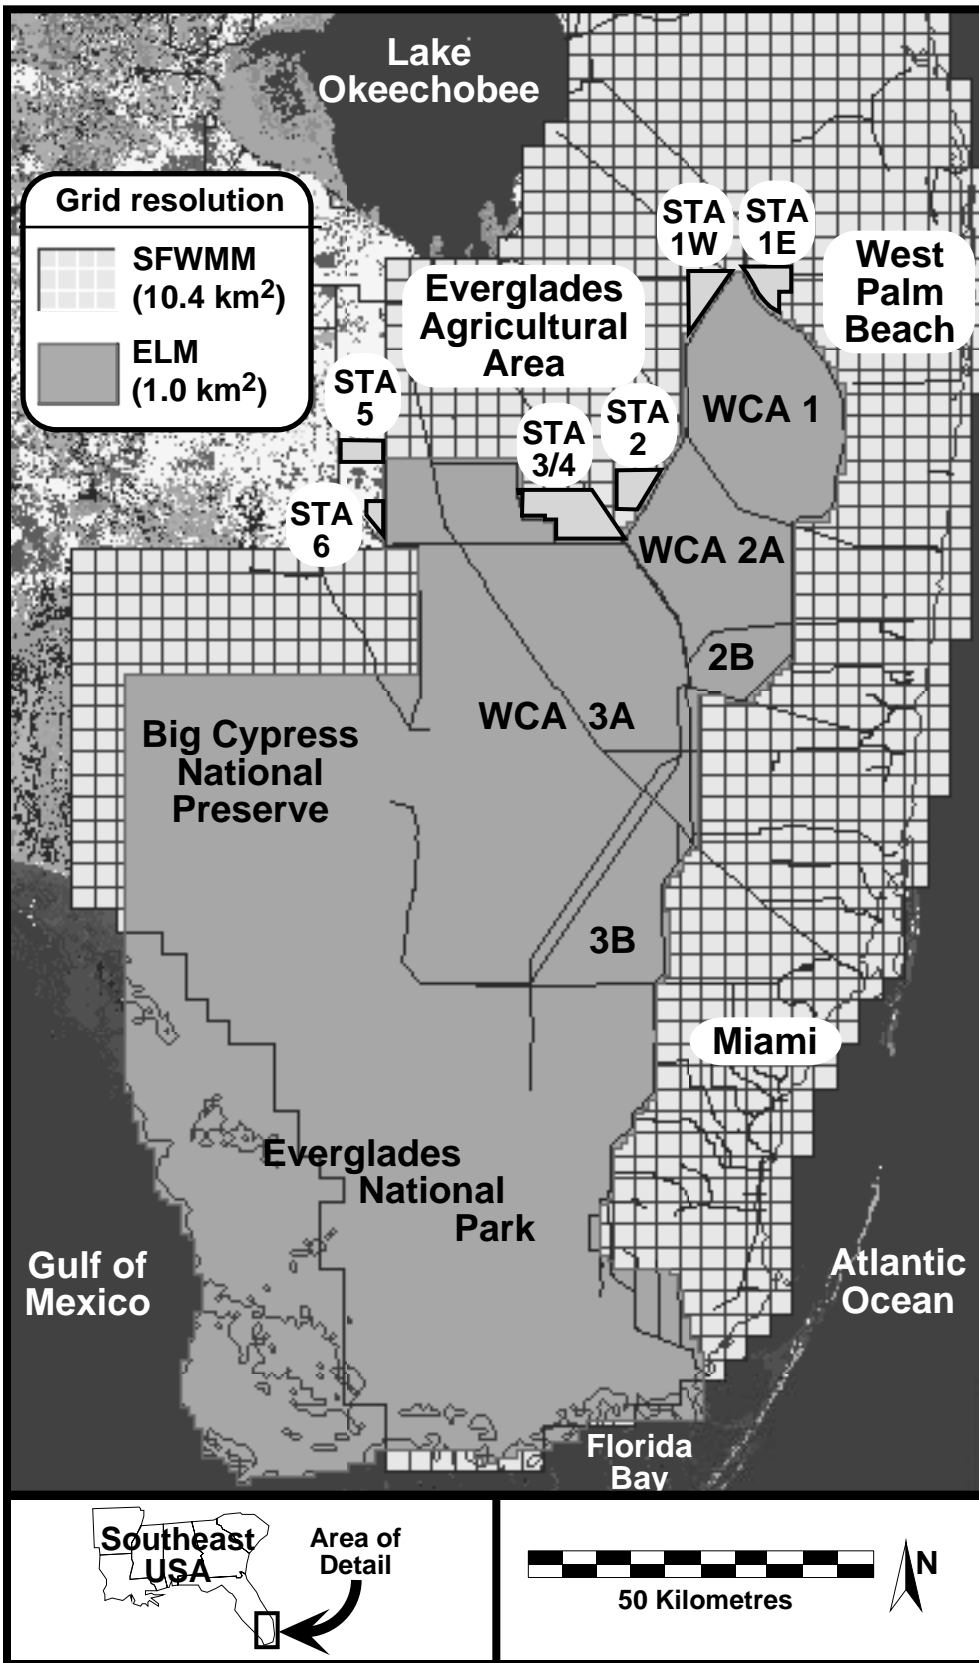 Lake
Okeechobee
Grid resolution
SFWMM
(10.4 km²)
ELM
(1.0 km²)
STA
1W
STA
1E
West
Palm
Beach
Everglades
Agricultural
Area
STA
5
STA
3/4
STA
2
WCA 1
STA
6
WCA 2A
2B
WCA 3A
Big Cypress
National
Preserve
3B
Miami
Everglades
National
Park
Gulf of
Mexico
Atlantic
Ocean
Florida
Bay
Southeast
USA
Area of
Detail
50 Kilometres
N